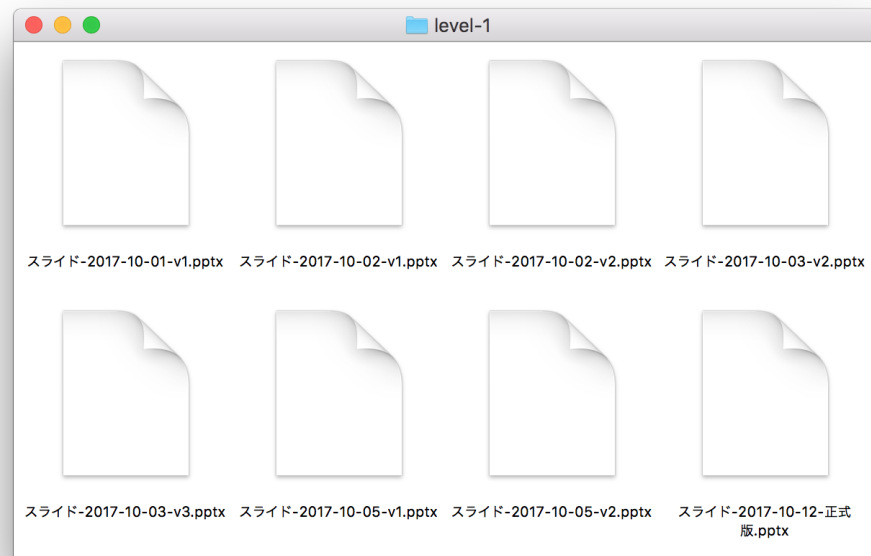 level-1
スライド-2017-10-01-v1.pptx
スライド-2017-10-02-v1.pptx
スライド-2017-10-02-v2.pptx
スライド-2017-10-03-v2.pptx
スライド-2017-10-03-v3.pptx
スライド-2017-10-05-v1.pptx
スライド-2017-10-05-v2.pptx
スライド-2017-10-12-正式
版.pptx